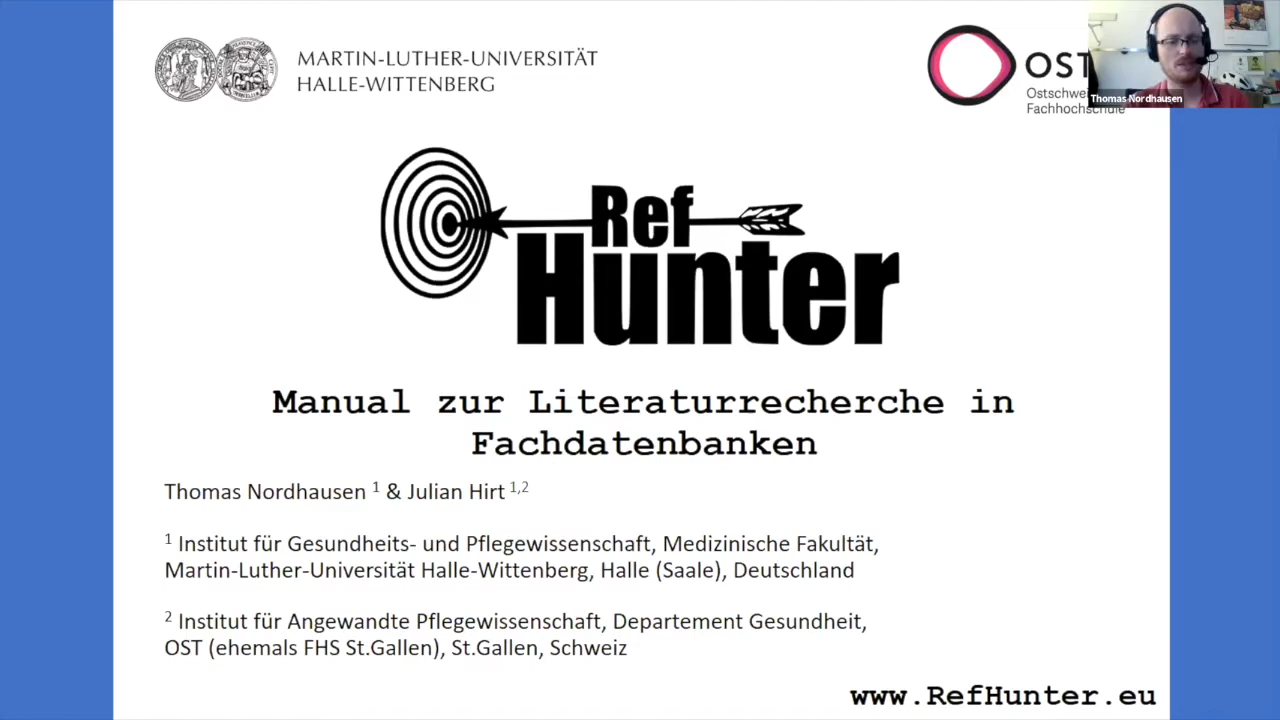 MARTIN-LUTHER-UNIVERSITÄT
HALLE-WITTENBERG
OST
Ostschwei
Fachhochschule
Thomas Nordhausen
Ref
Hunter
Manual zur Literaturrecherche in
Fachdatenbanken
Thomas Nordhausen 1 & Julian Hirt 1,2
1 Institut für Gesundheits- und Pflegewissenschaft, Medizinische Fakultät,
Martin-Luther-Universität Halle-Wittenberg, Halle (Saale), Deutschland
2 Institut für Angewandte Pflegewissenschaft, Departement Gesundheit,
OST (ehemals FHS St.Gallen), St.Gallen, Schweiz
www.RefHunter.eu